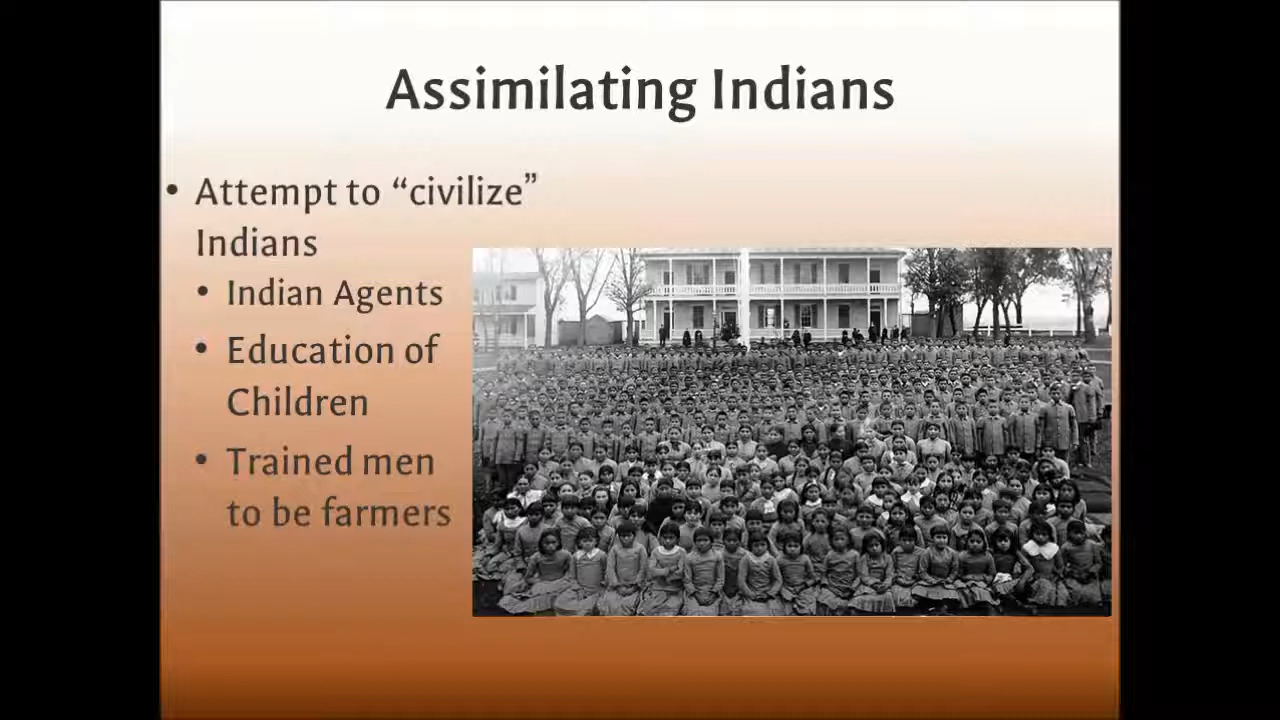 Assimilating Indians
• Attempt to “civilize”
Indians
• Indian Agents
• Education of
Children
• Trained men
to be farmers